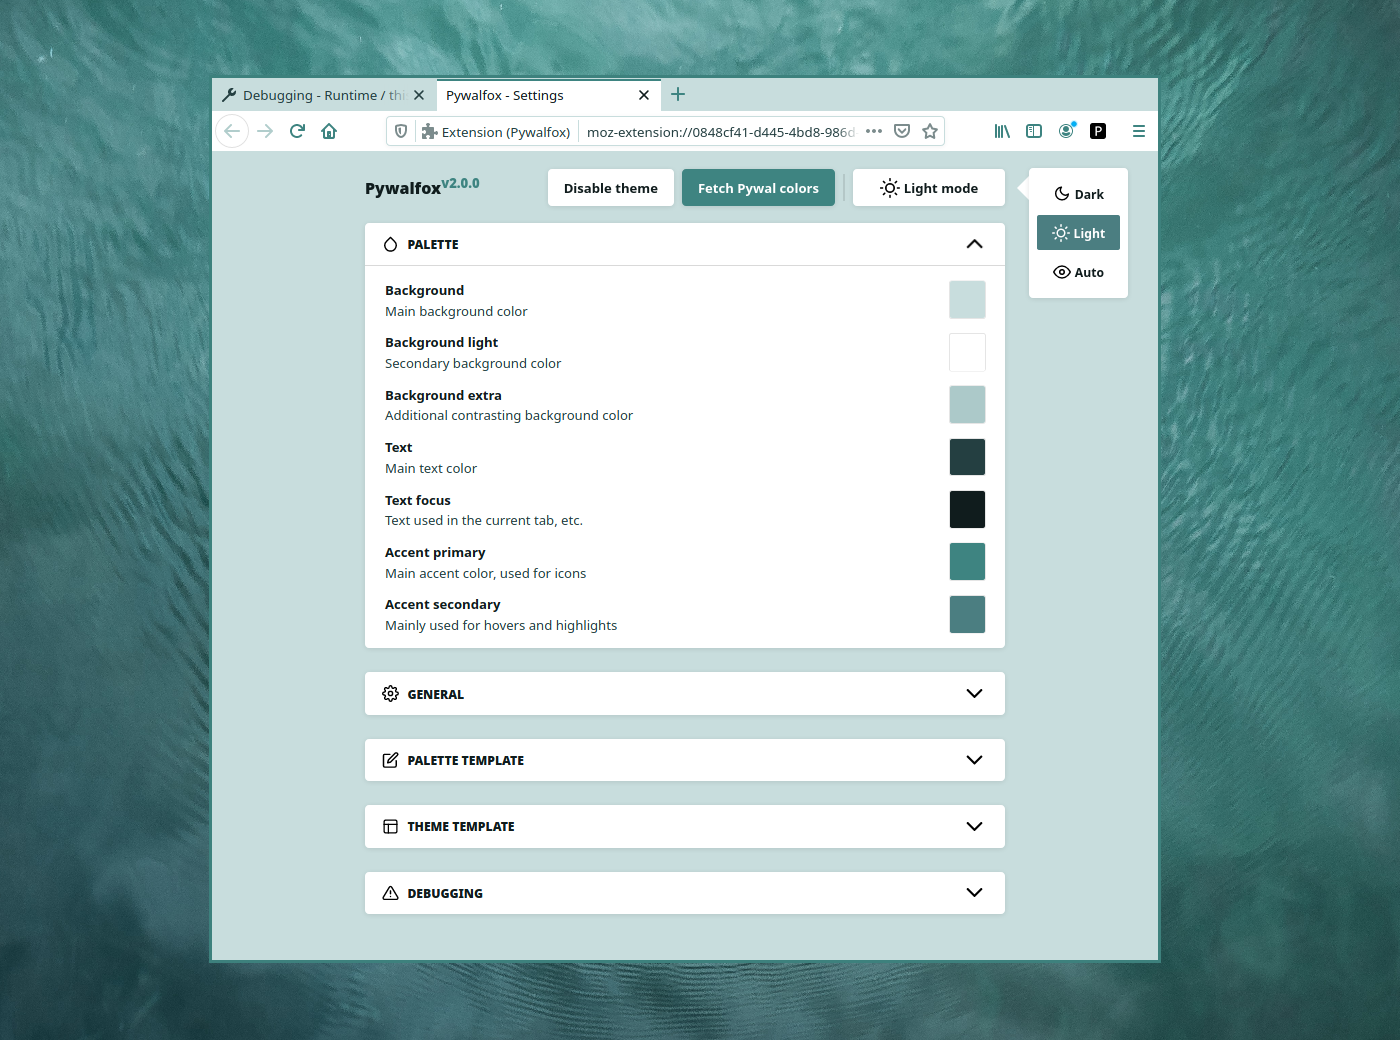 Debugging - Runtime / thi
Pywalfox - Settings
Extension (Pywalfox)
moz-extension://0848cf41-d445-4bd8-986d-
P
Pywalfox v2.0.0
Disable theme
Fetch Pywal colors
Light mode
Dark
Light
Auto
PALETTE
Background
Main background color
Background light
Secondary background color
Background extra
Additional contrasting background color
Text
Main text color
Text focus
Text used in the current tab, etc.
Accent primary
Main accent color, used for icons
Accent secondary
Mainly used for hovers and highlights
GENERAL
PALETTE TEMPLATE
THEME TEMPLATE
DEBUGGING